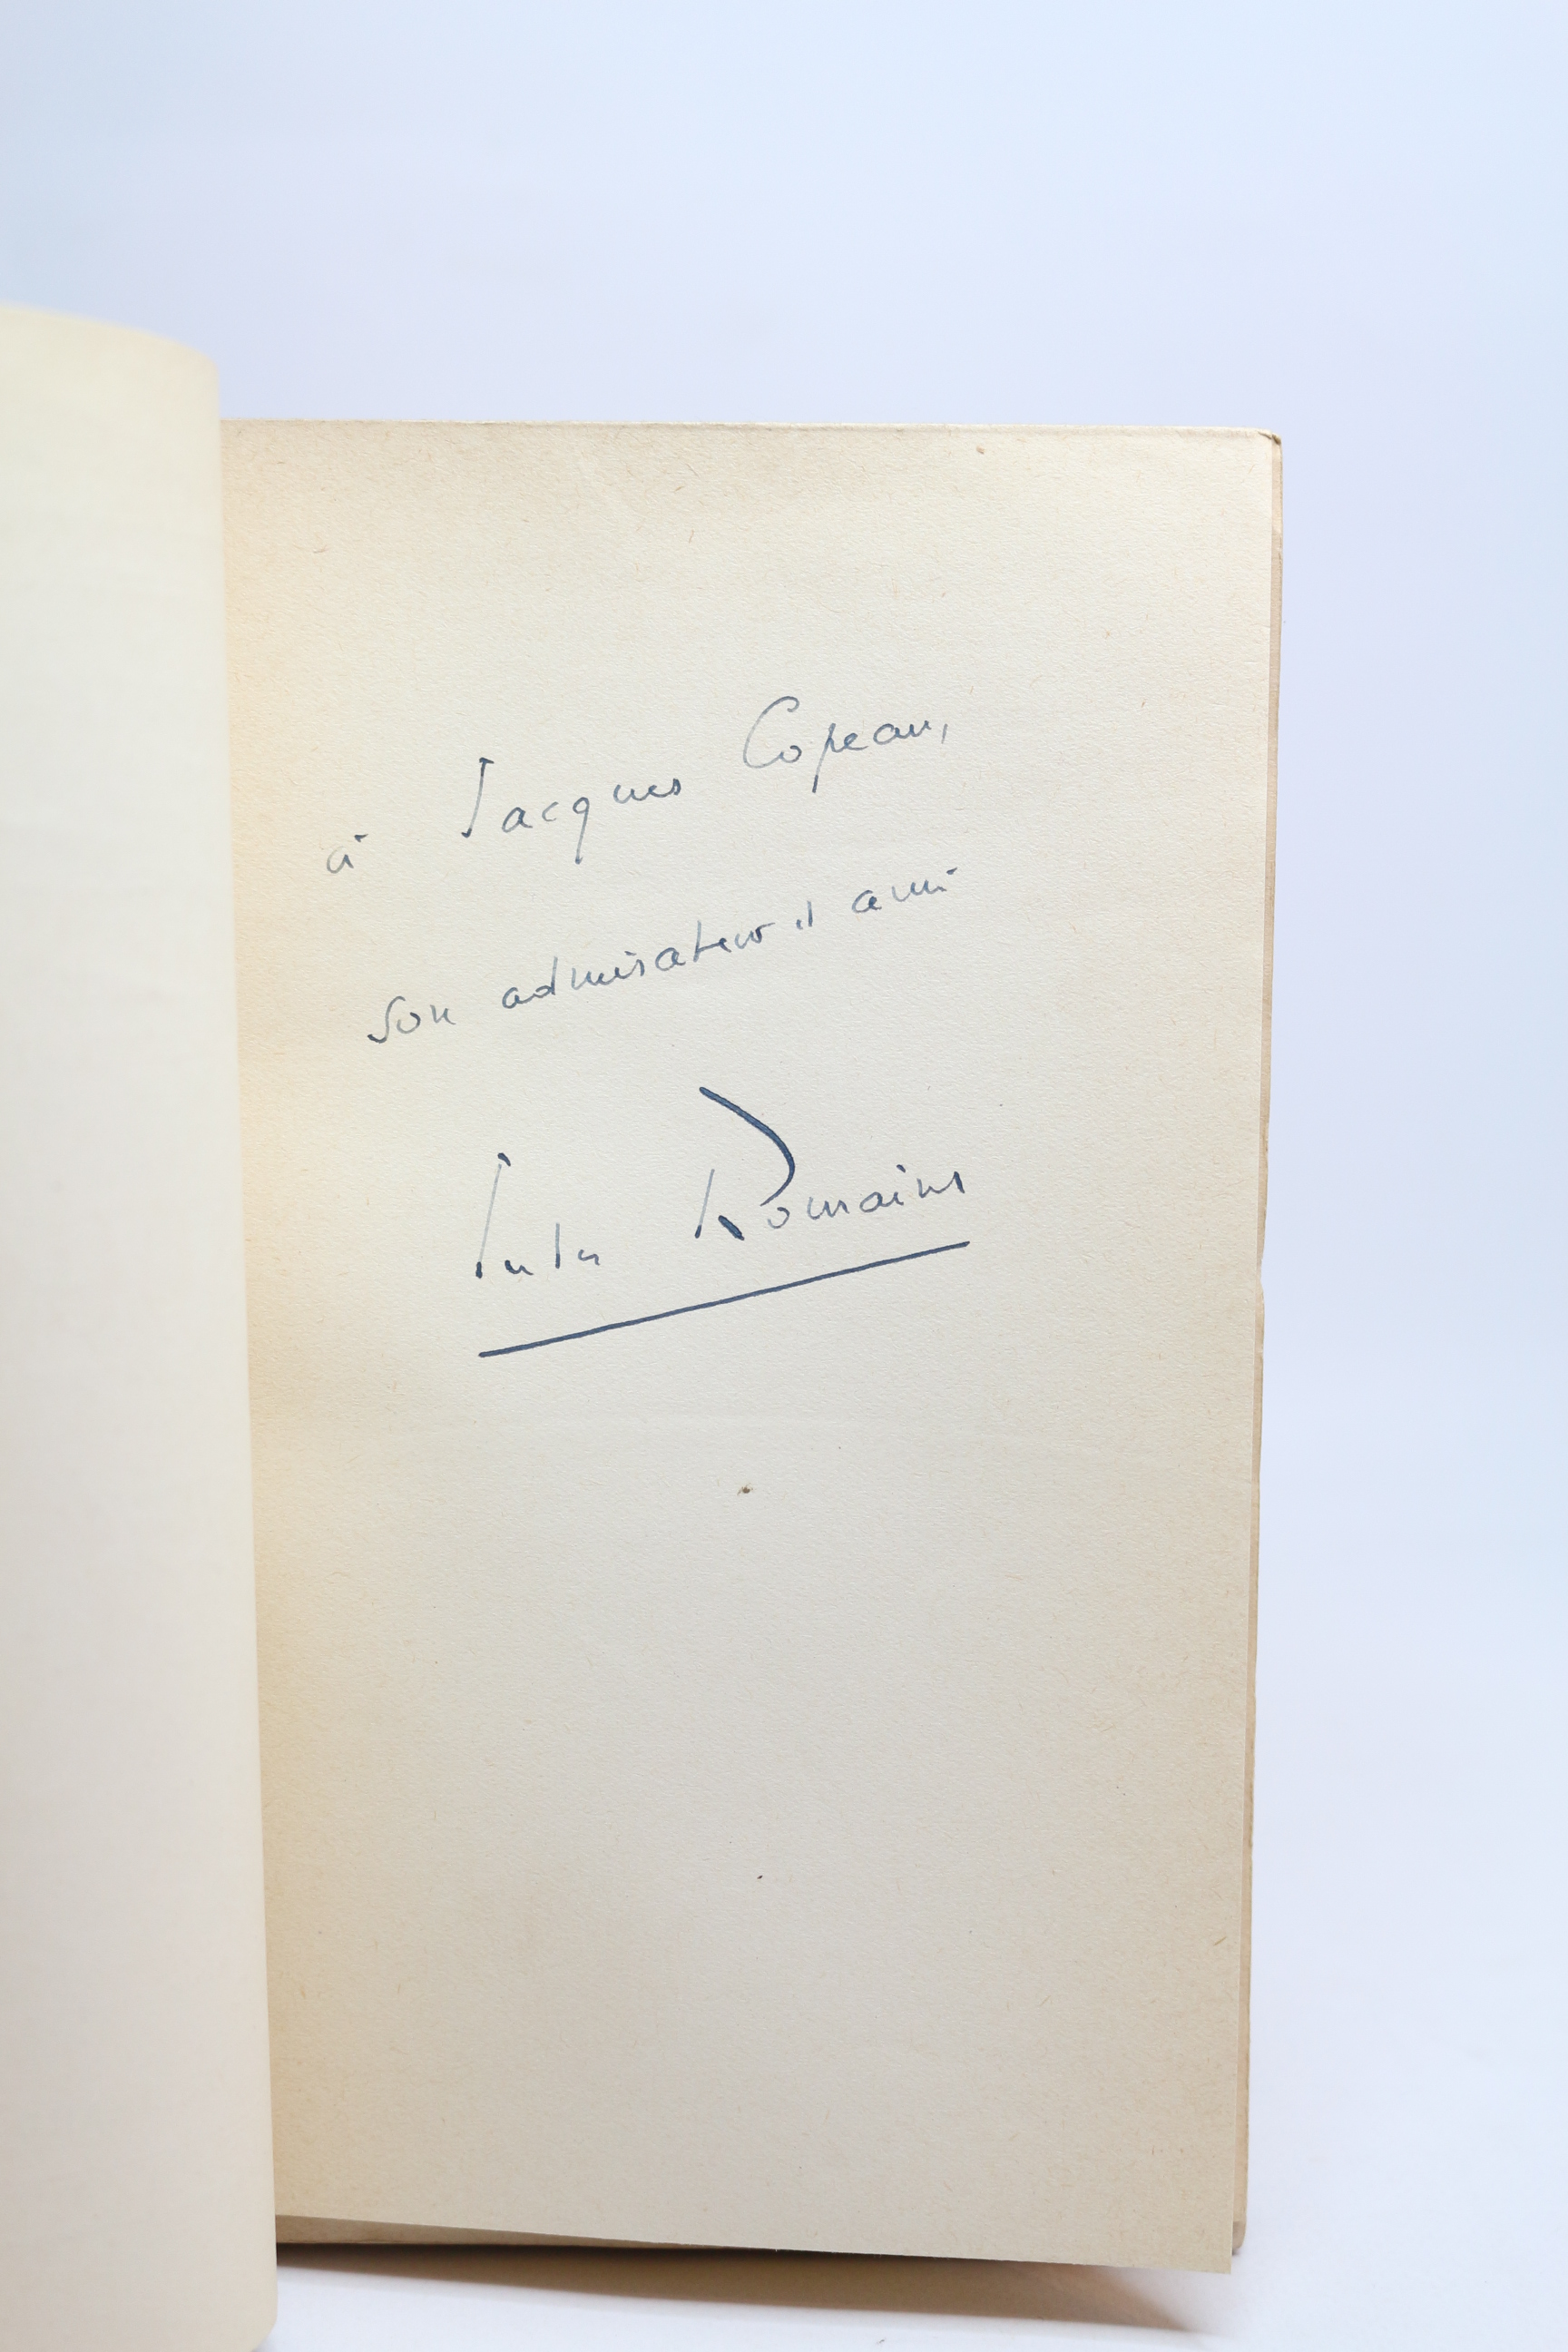 à Jacques Copeau,
son admirateur et ami
Jules Romains